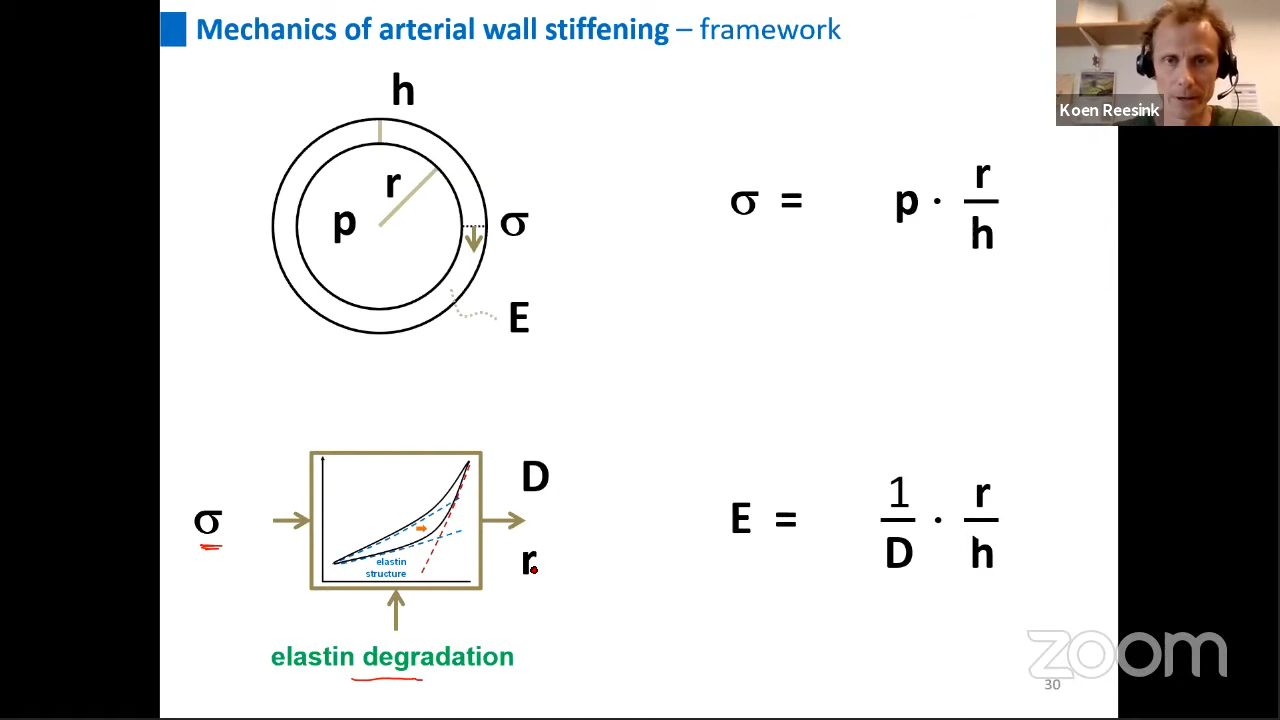 Mechanics of arterial wall stiffening – framework
Koen Reesink
h
r
p
σ
E
σ = p · r/h
σ
elastin
structure
D
r
elastin degradation
E = 1/D · r/h
zoom
30